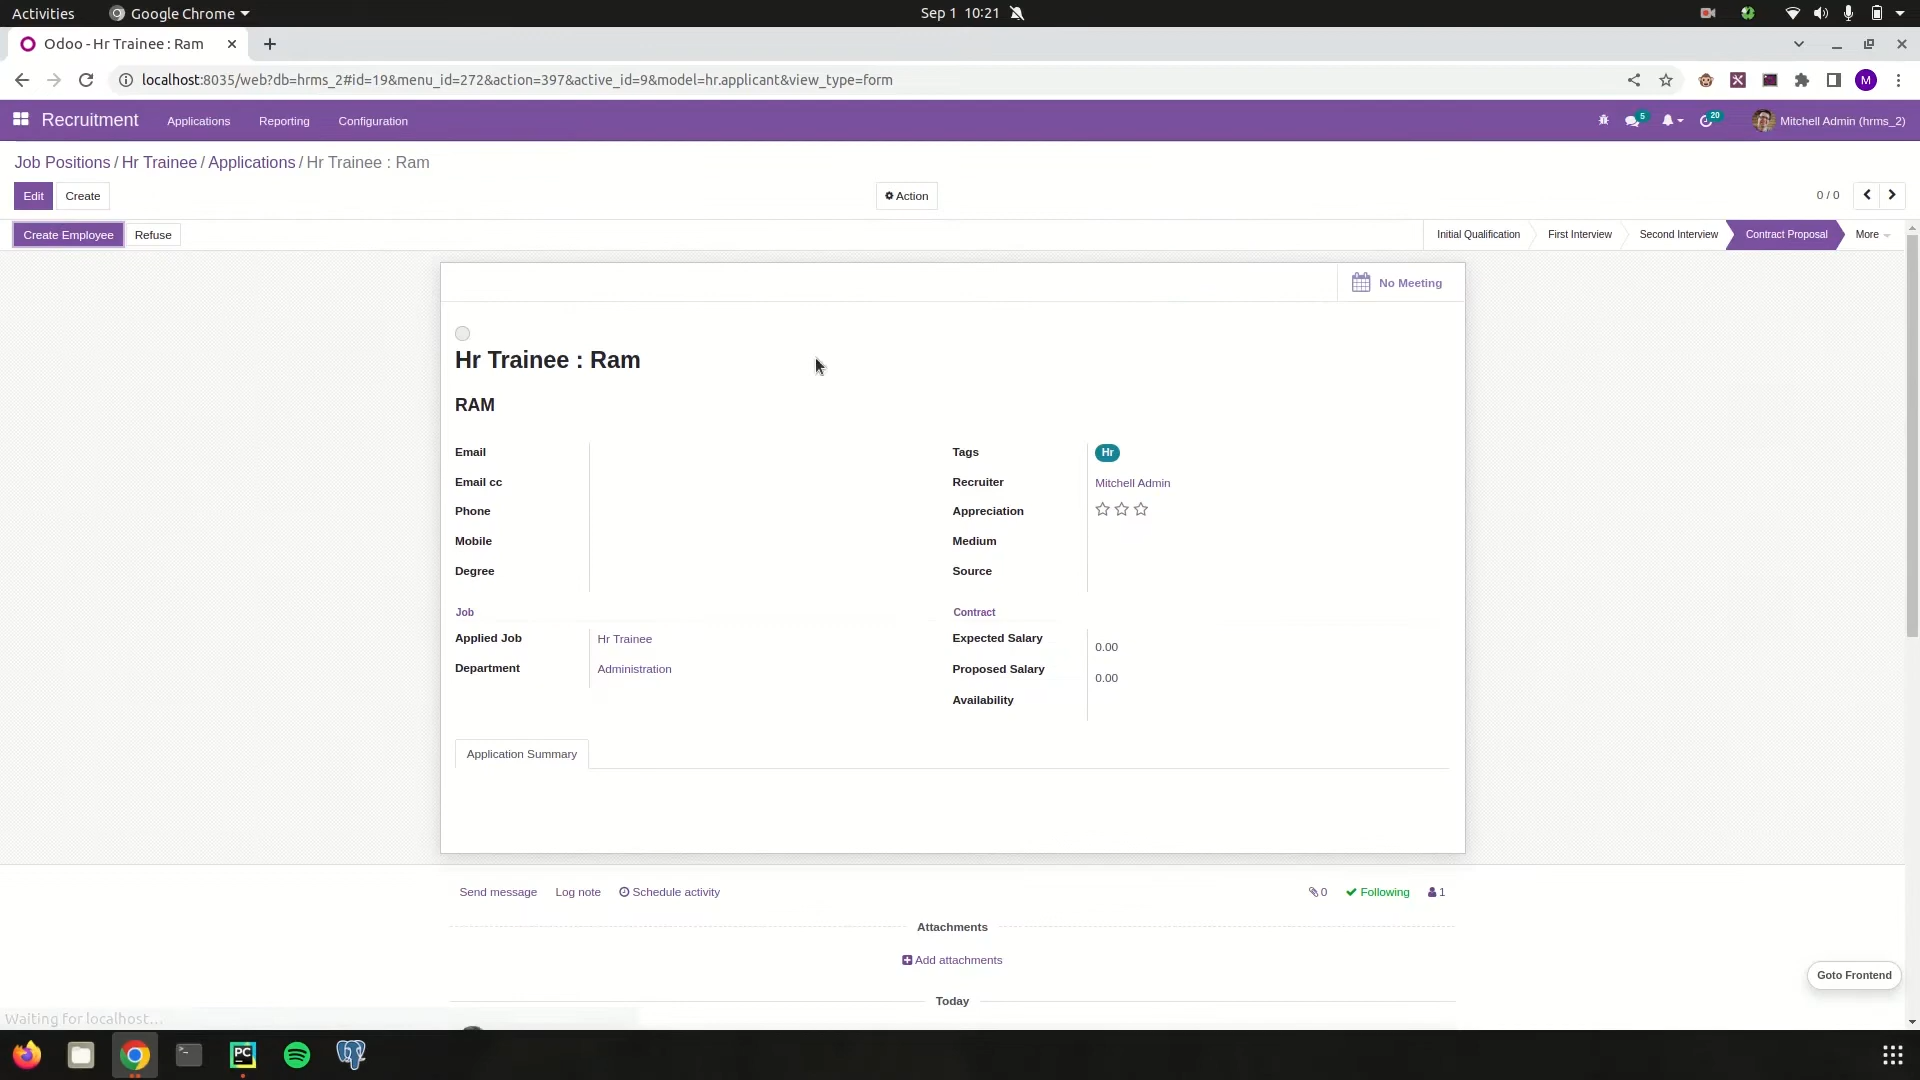 Activities Google Chrome Sep 1 10:21
Odoo - Hr Trainee : Ram
localhost:8035/web?db=hrms_2#id=19&menu_id=272&action=397&active_id=9&model=hr.applicant&view_type=form M
Recruitment Applications Reporting Configuration 5 20 Mitchell Admin (hrms_2)
Job Positions / Hr Trainee / Applications / Hr Trainee : Ram
Edit Create Action 0 / 0
Create Employee Refuse Initial Qualification First Interview Second Interview Contract Proposal More
No Meeting
Hr Trainee : Ram
RAM
Email Tags Hr
Email cc Recruiter Mitchell Admin
Phone Appreciation
Mobile Medium
Degree Source
Job Contract
Applied Job Hr Trainee Expected Salary 0.00
Department Administration Proposed Salary 0.00
Availability
Application Summary
Send message Log note Schedule activity 0 Following 1
Attachments
Add attachments
Goto Frontend
Today
Waiting for localhost...
PC